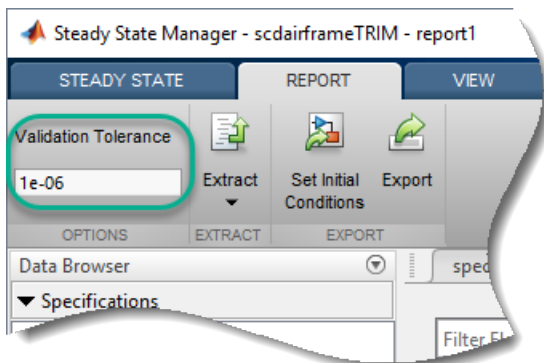 Steady State Manager - scdairframeTRIM - report1
STEADY STATE
REPORT
VIEW
Validation Tolerance
1e-06
Extract
Set Initial
Conditions
Export
OPTIONS
EXTRACT
EXPORT
Data Browser
Specifications
Filter